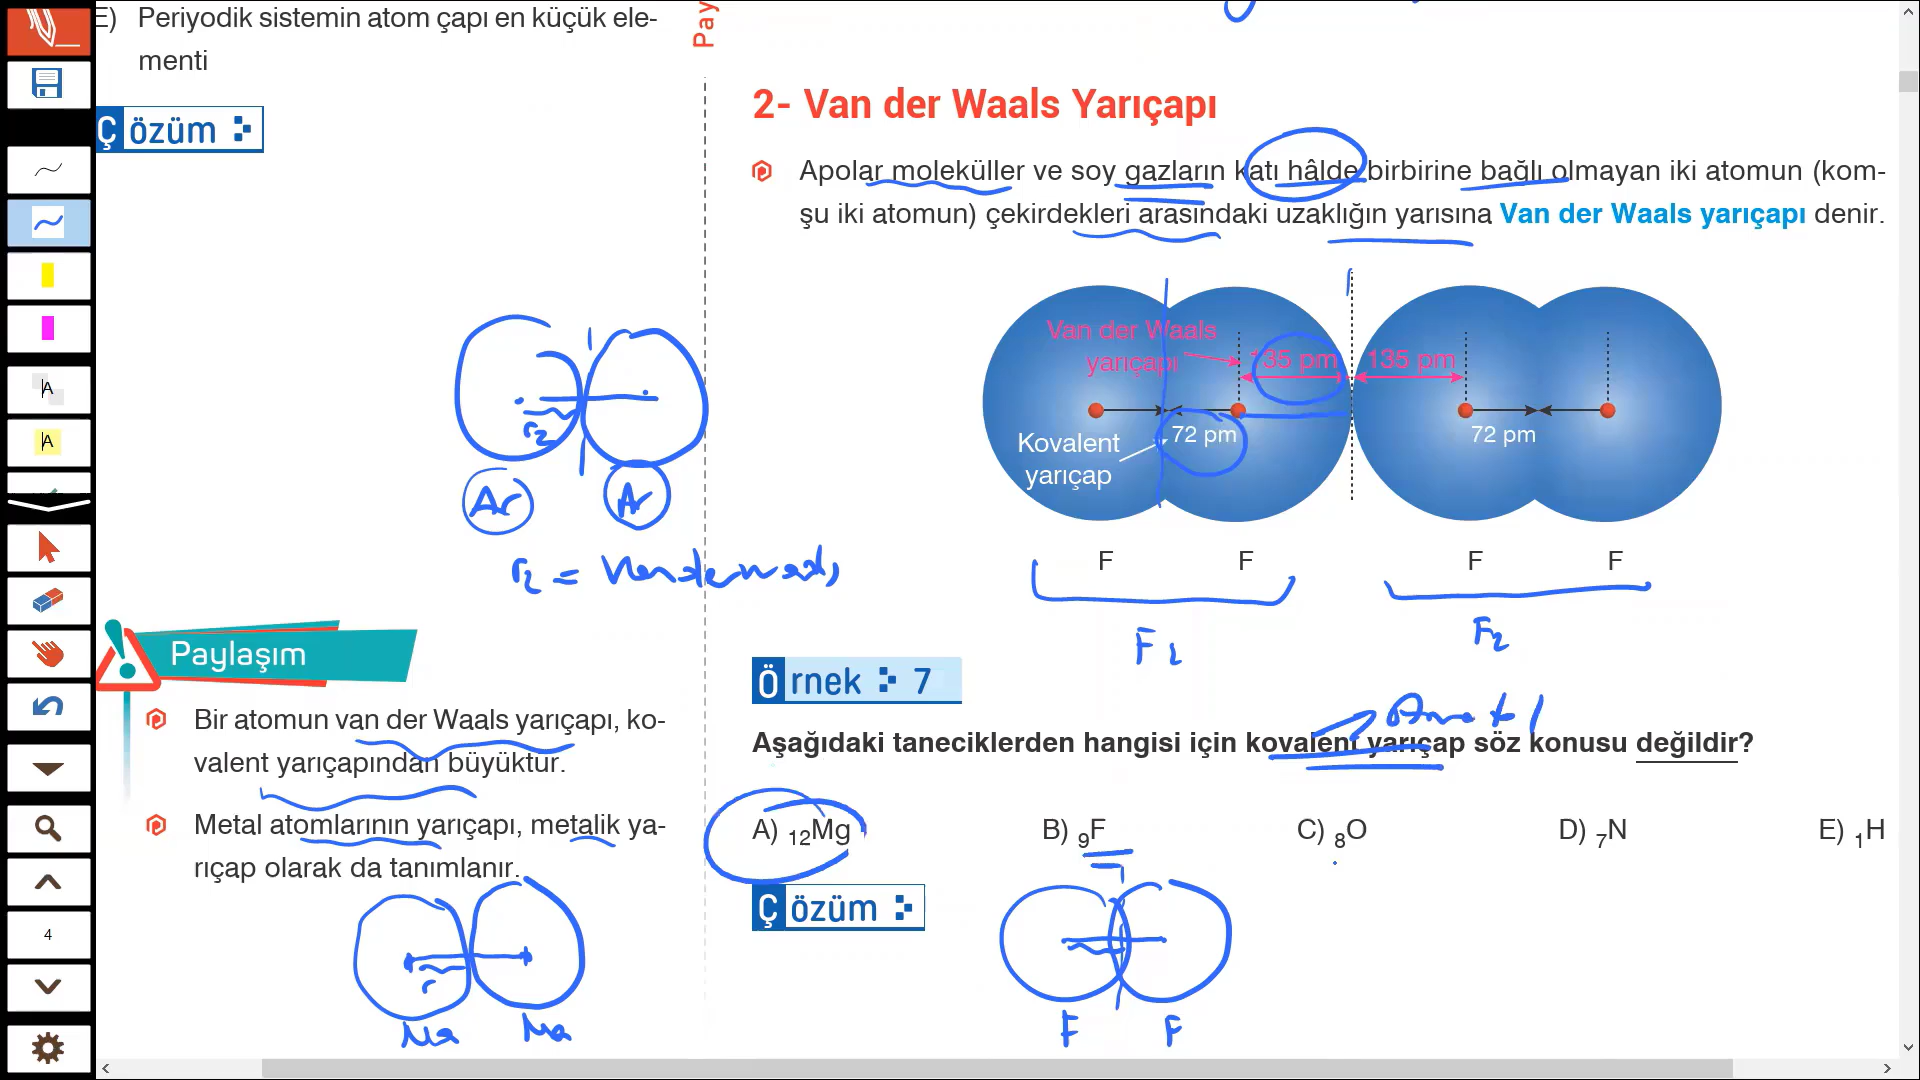 E) Periyodik sistemin atom çapı en küçük ele-
menti
Çözüm
Pay
2- Van der Waals Yarıçapı
Apolar moleküller ve soy gazların katı hâlde birbirine bağlı olmayan iki atomun (kom-
şu iki atomun) çekirdekleri arasındaki uzaklığın yarısına Van der Waals yarıçapı denir.
Van der Waals
yarıçapı
135 pm
135 pm
72 pm
72 pm
Kovalent
yarıçap
F F F F
F2
r2
Ar Ar
r2 =
Paylaşım
Bir atomun van der Waals yarıçapı, ko-
valent yarıçapından büyüktür.
Metal atomlarının yarıçapı, metalik ya-
rıçap olarak da tanımlanır.
r
Na Na
Örnek 7
Ametal
Aşağıdaki taneciklerden hangisi için kovalent yarıçap söz konusu değildir?
A) 12Mg B) 9F C) 8O D) 7N E) 1H
Çözüm
F F
4